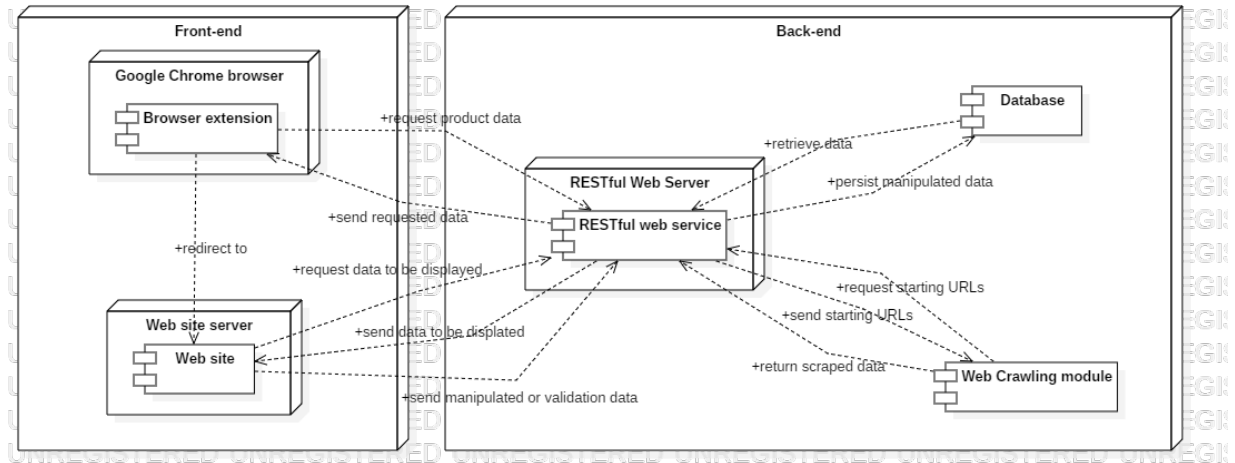 Front-end
Back-end
Google Chrome browser
Browser extension
Database
+request product data
+retrieve data
RESTful Web Server
+persist manipulated data
+send requested data
RESTful web service
+redirect to
+request data to be displayed
+request starting URLs
+send starting URLs
Web site server
+send data to be displated
Web site
+return scraped data
Web Crawling module
+send manipulated or validation data
UNREGISTERED UNREGISTERED UNREGISTERED UNREGISTERED UNREGISTERED